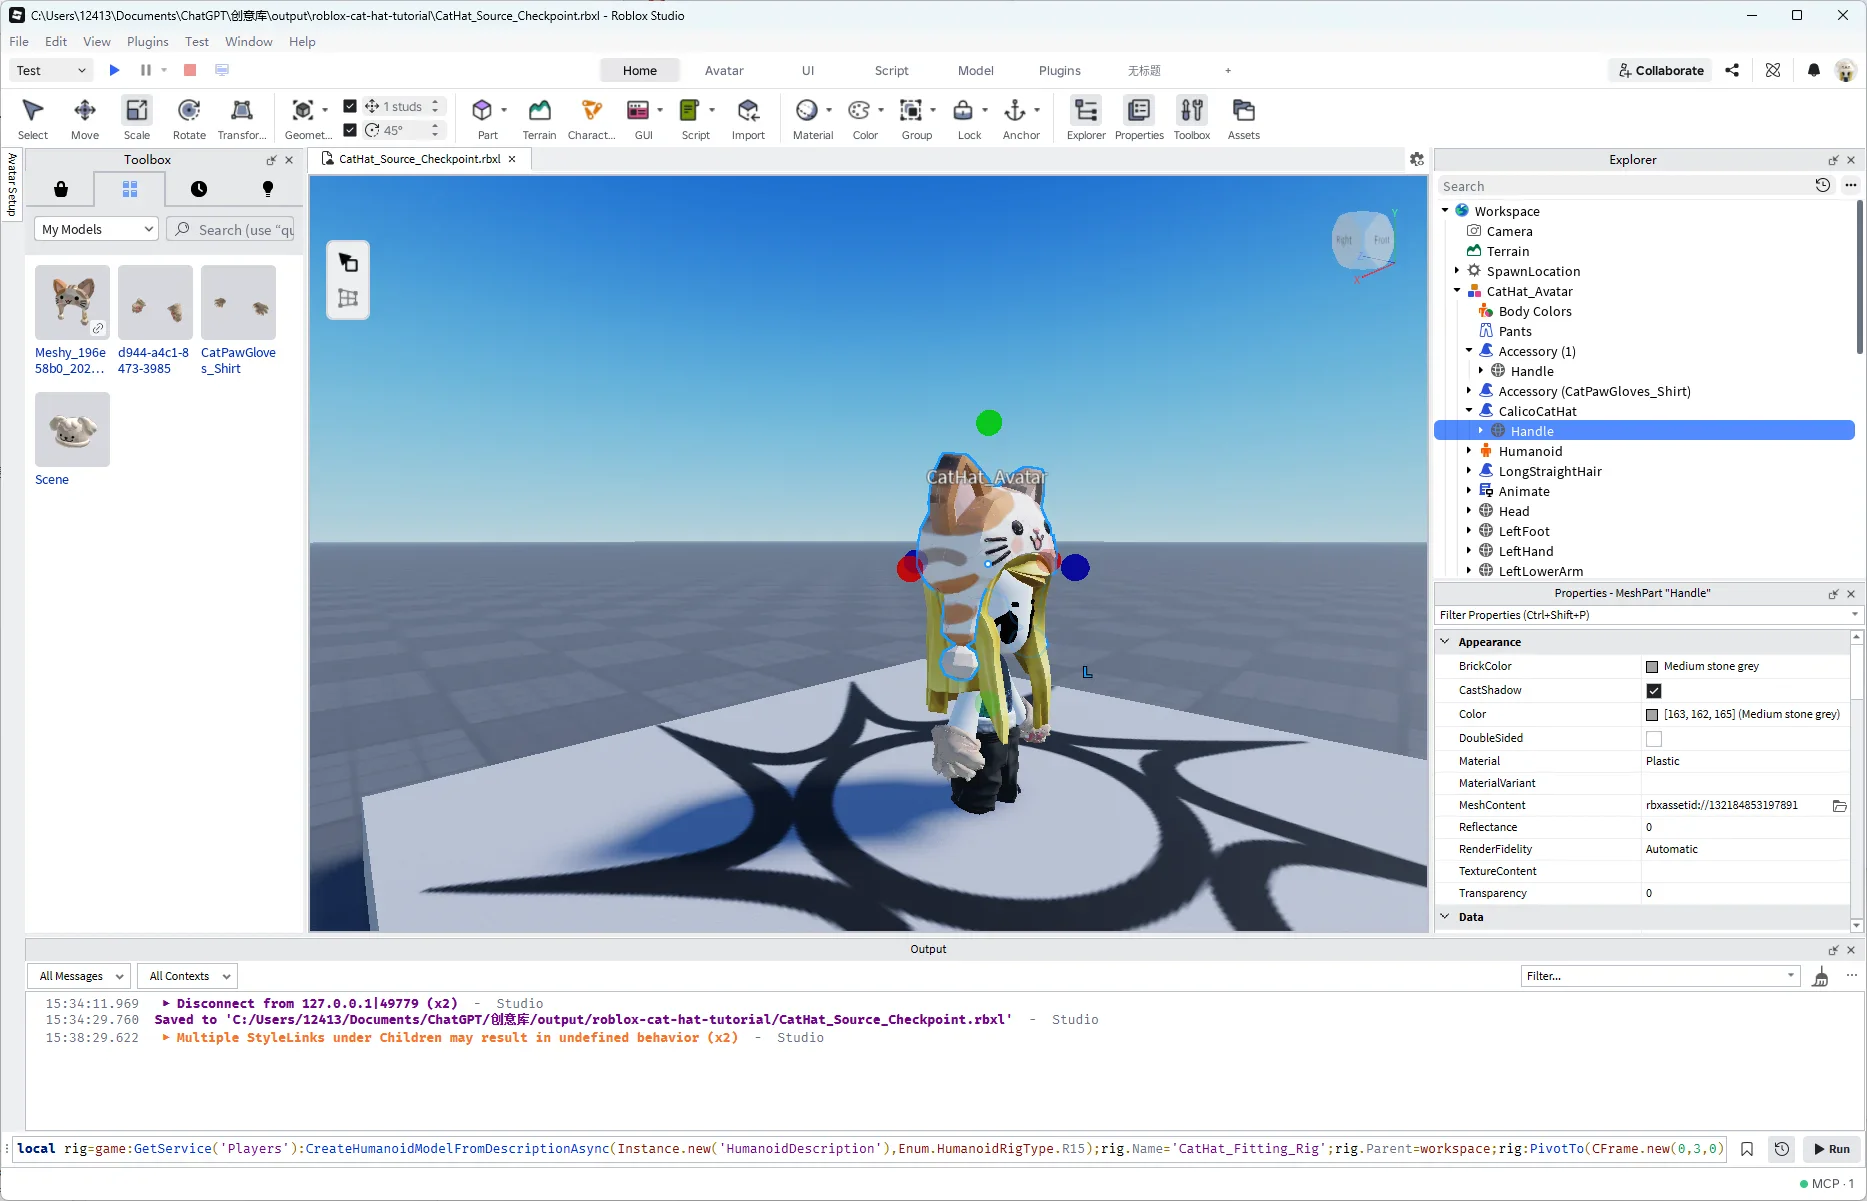 C:\Users\12413\Documents\ChatGPT\创意库\output\roblox-cat-hat-tutorial\CatHat_Source_Checkpoint.rbxl - Roblox Studio
File Edit View Plugins Test Window Help
Test Home Avatar UI Script Model Plugins 无标题 + Collaborate
1 studs
45°
Select Move Scale Rotate Transfor... Geomet... Part Terrain Charact... GUI Script Import Material Color Group Lock Anchor Explorer Properties Toolbox Assets
Avatar Setup
Toolbox
My Models
Search (use "qu
Meshy_196e
58b0_202...
d944-a4c1-8
473-3985
CatPawGlove
s_Shirt
Scene
CatHat_Source_Checkpoint.rbxl
Right Front
Y
Z
X
CatHat_Avatar
L
Explorer
Search
Workspace
Camera
Terrain
SpawnLocation
CatHat_Avatar
Body Colors
Pants
Accessory (1)
Handle
Accessory (CatPawGloves_Shirt)
CalicoCatHat
Handle
Humanoid
LongStraightHair
Animate
Head
LeftFoot
LeftHand
LeftLowerArm
Properties - MeshPart "Handle"
Filter Properties (Ctrl+Shift+P)
Appearance
BrickColor Medium stone grey
CastShadow
Color [163, 162, 165] (Medium stone grey)
DoubleSided
Material Plastic
MaterialVariant
MeshContent rbxassetid://132184853197891
Reflectance 0
RenderFidelity Automatic
TextureContent
Transparency 0
Data
Output
All Messages All Contexts Filter...
15:34:11.969 Disconnect from 127.0.0.1|49779 (x2) - Studio
15:34:29.760 Saved to 'C:/Users/12413/Documents/ChatGPT/创意库/output/roblox-cat-hat-tutorial/CatHat_Source_Checkpoint.rbxl' - Studio
15:38:29.622 Multiple StyleLinks under Children may result in undefined behavior (x2) - Studio
local rig=game:GetService('Players'):CreateHumanoidModelFromDescriptionAsync(Instance.new('HumanoidDescription'),Enum.HumanoidRigType.R15);rig.Name='CatHat_Fitting_Rig';rig.Parent=workspace;rig:PivotTo(CFrame.new(0,3,0) Run
MCP · 1